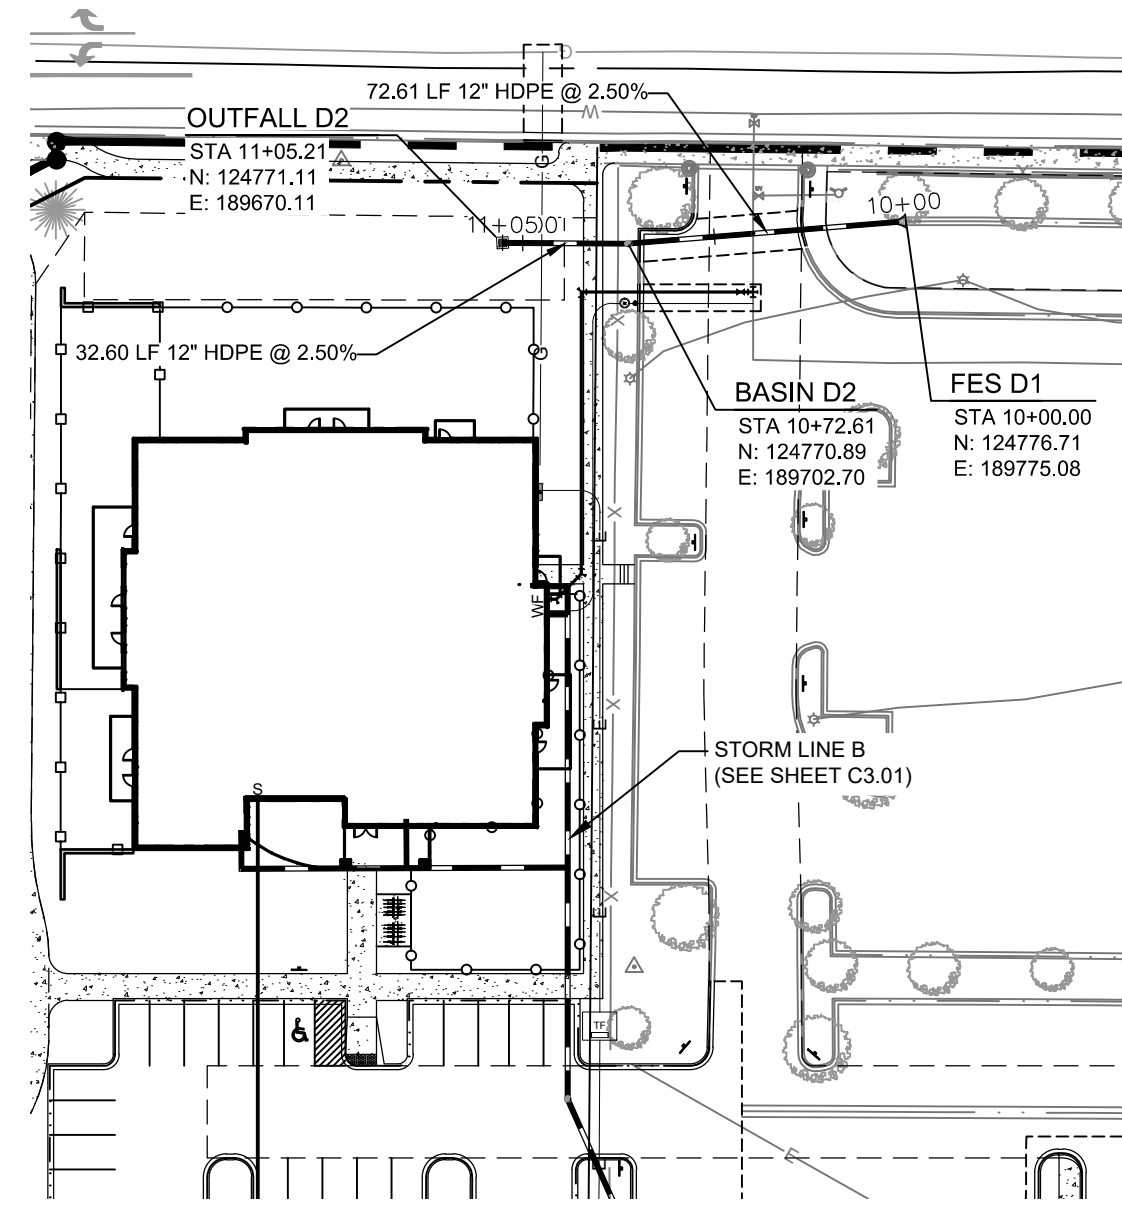 D
72.61 LF 12" HDPE @ 2.50%
W
OUTFALL D2
STA 11+05.21
N: 124771.11
E: 189670.11
G
10+00
32.60 LF 12" HDPE @ 2.50%
G
BASIN D2
STA 10+72.61
N: 124770.89
E: 189702.70
FES D1
STA 10+00.00
N: 124776.71
E: 189775.08
X
X
E
WF
X
E
STORM LINE B
(SEE SHEET C3.01)
S
X
E
TF
E